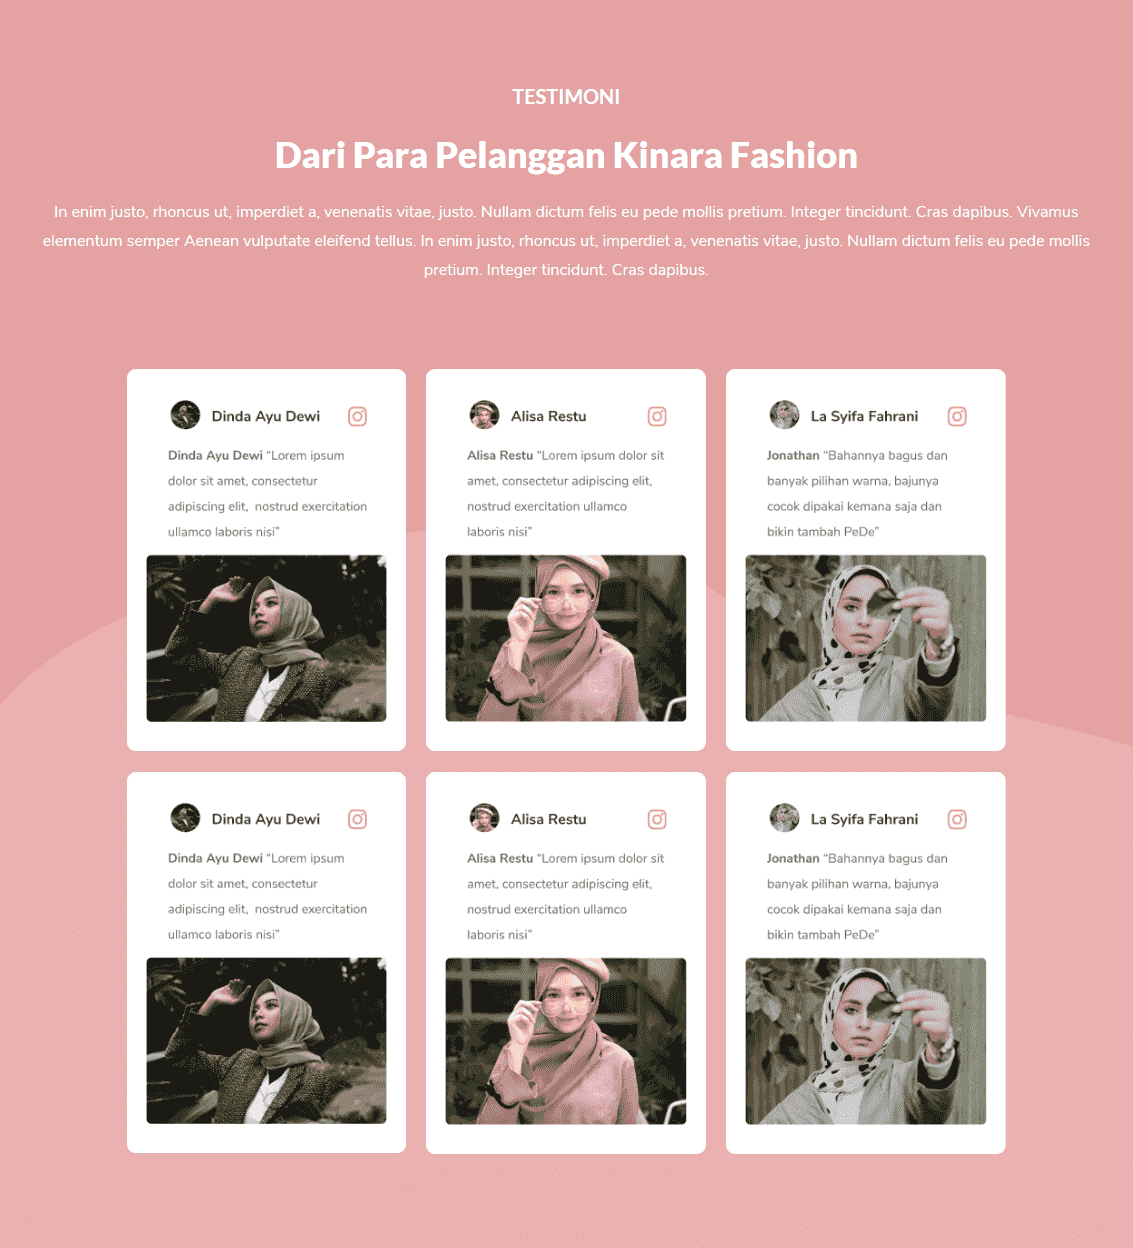 TESTIMONI
Dari Para Pelanggan Kinara Fashion
In enim justo, rhoncus ut, imperdiet a, venenatis vitae, justo. Nullam dictum felis eu pede mollis pretium. Integer tincidunt. Cras dapibus. Vivamus
elementum semper Aenean vulputate eleifend tellus. In enim justo, rhoncus ut, imperdiet a, venenatis vitae, justo. Nullam dictum felis eu pede mollis
pretium. Integer tincidunt. Cras dapibus.
Dinda Ayu Dewi
Dinda Ayu Dewi “Lorem ipsum
dolor sit amet, consectetur
adipiscing elit,  nostrud exercitation
ullamco laboris nisi”
Alisa Restu
Alisa Restu “Lorem ipsum dolor sit
amet, consectetur adipiscing elit,
nostrud exercitation ullamco
laboris nisi”
La Syifa Fahrani
Jonathan “Bahannya bagus dan
banyak pilihan warna, bajunya
cocok dipakai kemana saja dan
bikin tambah PeDe”
Dinda Ayu Dewi
Dinda Ayu Dewi “Lorem ipsum
dolor sit amet, consectetur
adipiscing elit,  nostrud exercitation
ullamco laboris nisi”
Alisa Restu
Alisa Restu “Lorem ipsum dolor sit
amet, consectetur adipiscing elit,
nostrud exercitation ullamco
laboris nisi”
La Syifa Fahrani
Jonathan “Bahannya bagus dan
banyak pilihan warna, bajunya
cocok dipakai kemana saja dan
bikin tambah PeDe”